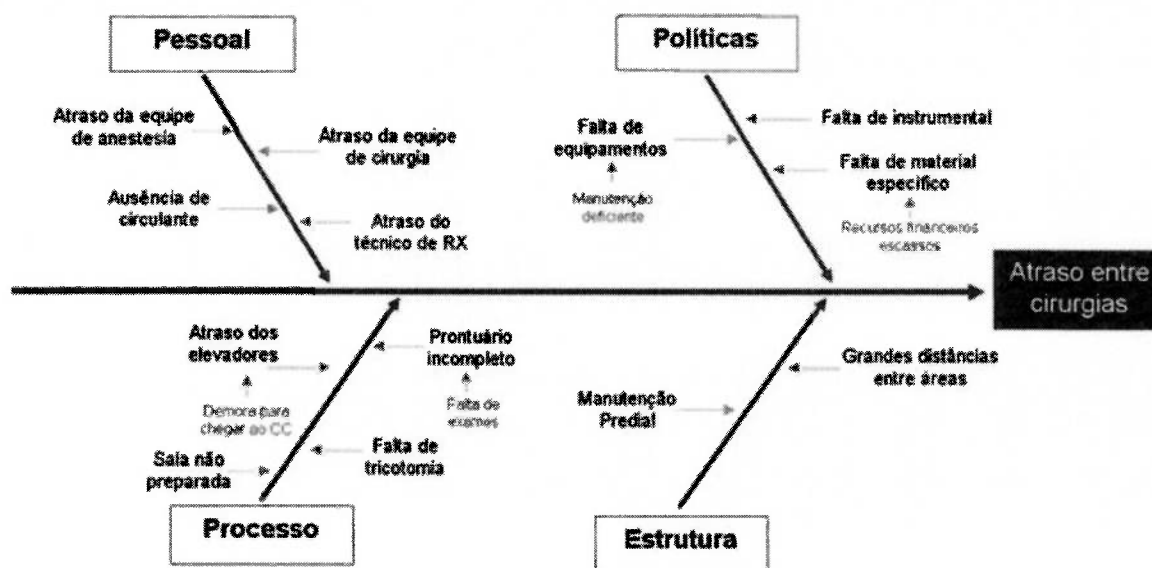 Pessoal
Políticas
Atraso da equipe
de anestesia
Atraso da equipe
de cirurgia
Ausência de
circulante
Atraso do
técnico de RX
Falta de
equipamentos
Manutenção
deficiente
Falta de instrumental
Falta de material
específico
Recursos financeiros
escassos
Atraso entre
cirurgias
Atraso dos
elevadores
Demora para
chegar ao CC
Prontuário
incompleto
Falta de
exames
Sala não
preparada
Falta de
tricotomia
Manutenção
Predial
Grandes distâncias
entre áreas
Processo
Estrutura